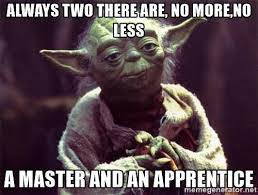 ALWAYS TWO THERE ARE, NO MORE,NO
LESS
A MASTER AND AN APPRENTICE
memegenerator.net